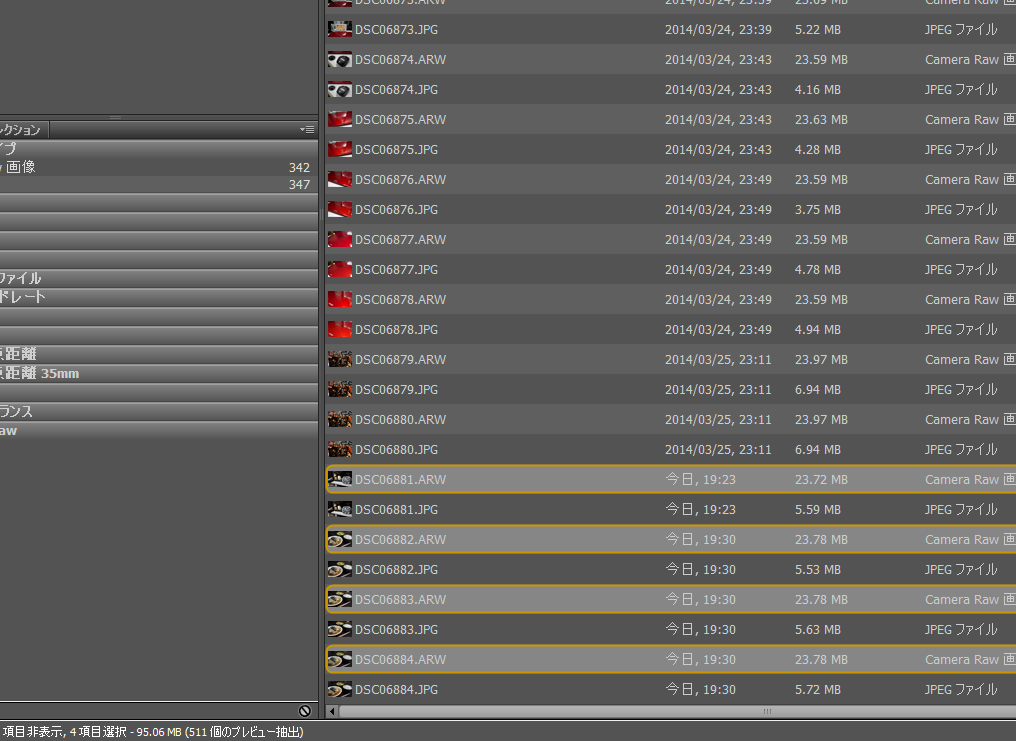 DSC06873.JPG 2014/03/24, 23:39 5.22 MB JPEG ファイル
DSC06874.ARW 2014/03/24, 23:43 23.59 MB Camera Raw 画
DSC06874.JPG 2014/03/24, 23:43 4.16 MB JPEG ファイル
DSC06875.ARW 2014/03/24, 23:43 23.63 MB Camera Raw 画
DSC06875.JPG 2014/03/24, 23:43 4.28 MB JPEG ファイル
DSC06876.ARW 2014/03/24, 23:49 23.59 MB Camera Raw 画
DSC06876.JPG 2014/03/24, 23:49 3.75 MB JPEG ファイル
DSC06877.ARW 2014/03/24, 23:49 23.59 MB Camera Raw 画
DSC06877.JPG 2014/03/24, 23:49 4.78 MB JPEG ファイル
DSC06878.ARW 2014/03/24, 23:49 23.59 MB Camera Raw 画
DSC06878.JPG 2014/03/24, 23:49 4.94 MB JPEG ファイル
DSC06879.ARW 2014/03/25, 23:11 23.97 MB Camera Raw 画
DSC06879.JPG 2014/03/25, 23:11 6.94 MB JPEG ファイル
DSC06880.ARW 2014/03/25, 23:11 23.97 MB Camera Raw 画
DSC06880.JPG 2014/03/25, 23:11 6.94 MB JPEG ファイル
DSC06881.ARW 今日, 19:23 23.72 MB Camera Raw 画
DSC06881.JPG 今日, 19:23 5.59 MB JPEG ファイル
DSC06882.ARW 今日, 19:30 23.78 MB Camera Raw 画
DSC06882.JPG 今日, 19:30 5.53 MB JPEG ファイル
DSC06883.ARW 今日, 19:30 23.78 MB Camera Raw 画
DSC06883.JPG 今日, 19:30 5.63 MB JPEG ファイル
DSC06884.ARW 今日, 19:30 23.78 MB Camera Raw 画
DSC06884.JPG 今日, 19:30 5.72 MB JPEG ファイル
クション
プ
画像 342
347
ファイル
ドレート
距離
距離 35mm
ランス
aw
項目非表示, 4 項目選択 - 95.06 MB (511 個のプレビュー抽出)